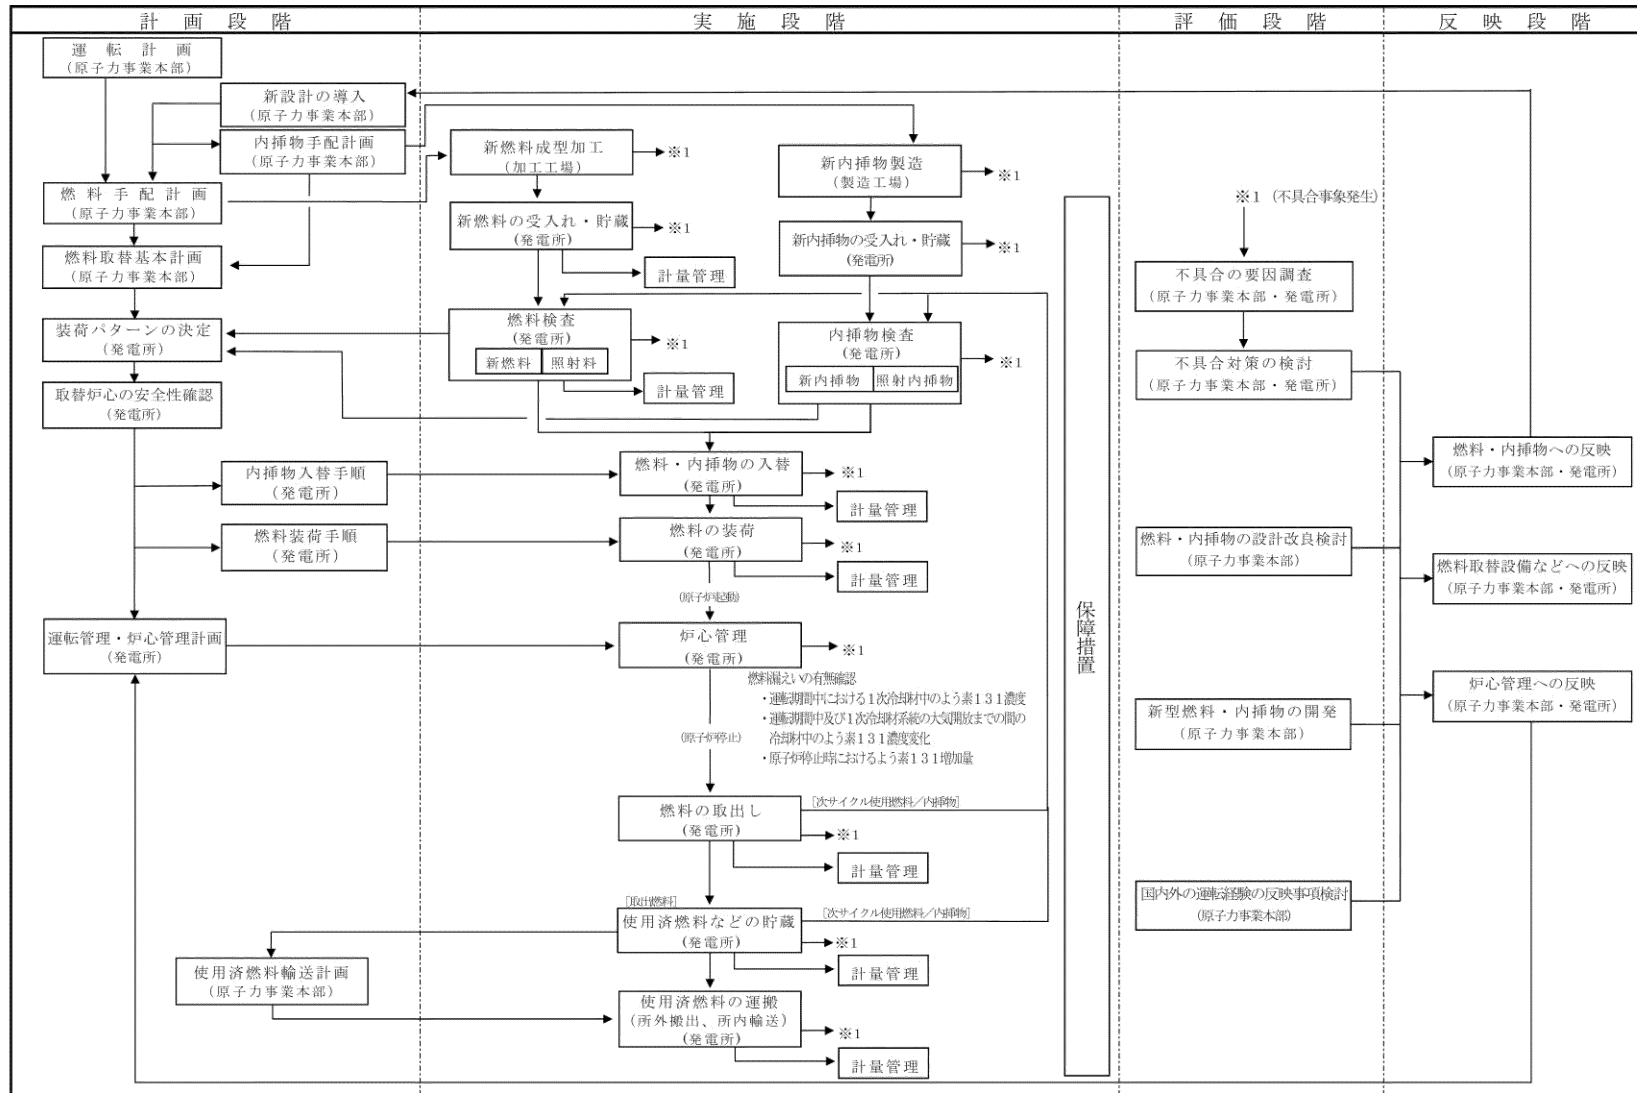 計画段階
実施段階
評価段階
反映段階
運転計画
(原子力事業本部)
新設計の導入
(原子力事業本部)
内挿物手配計画
(原子力事業本部)
燃料手配計画
(原子力事業本部)
燃料取替基本計画
(原子力事業本部)
装荷パターンの決定
(発電所)
取替炉心の安全性確認
(発電所)
内挿物入替手順
(発電所)
燃料装荷手順
(発電所)
運転管理・炉心管理計画
(発電所)
使用済燃料輸送計画
(原子力事業本部)
新燃料成型加工
(加工工場)
※1
新燃料の受入れ・貯蔵
(発電所)
※1
計量管理
燃料検査
(発電所)
新燃料
照射料
※1
計量管理
新内挿物製造
(製造工場)
※1
新内挿物の受入れ・貯蔵
(発電所)
※1
内挿物検査
(発電所)
新内挿物
照射内挿物
※1
燃料・内挿物の入替
(発電所)
※1
計量管理
燃料の装荷
(発電所)
※1
計量管理
(原子炉起動)
炉心管理
(発電所)
※1
燃料漏えいの有無確認
・運転期間中における1次冷却材中のよう素131濃度
・運転期間中及び1次冷却材系統の大気開放までの間の
冷却材中のよう素131濃度変化
・原子炉停止時におけるよう素131増加量
(原子炉停止)
燃料の取出し
(発電所)
[次サイクル使用燃料/内挿物]
※1
計量管理
[取出燃料]
使用済燃料などの貯蔵
(発電所)
[次サイクル使用燃料/内挿物]
※1
計量管理
使用済燃料の運搬
(所外搬出、所内輸送)
(発電所)
※1
計量管理
保障措置
※1 (不具合事象発生)
不具合の要因調査
(原子力事業本部・発電所)
不具合対策の検討
(原子力事業本部・発電所)
燃料・内挿物の設計改良検討
(原子力事業本部)
新型燃料・内挿物の開発
(原子力事業本部)
国内外の運転経験の反映事項検討
(原子力事業本部)
燃料・内挿物への反映
(原子力事業本部・発電所)
燃料取替設備などへの反映
(原子力事業本部・発電所)
炉心管理への反映
(原子力事業本部・発電所)